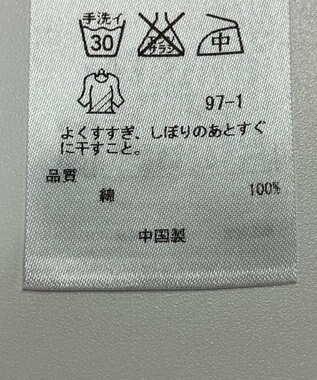 手洗イ
30
エンソ
サラシ
中
97-1
よくすすぎ、しぼりのあとすぐ
に干すこと。
品質
綿 100%
中国製